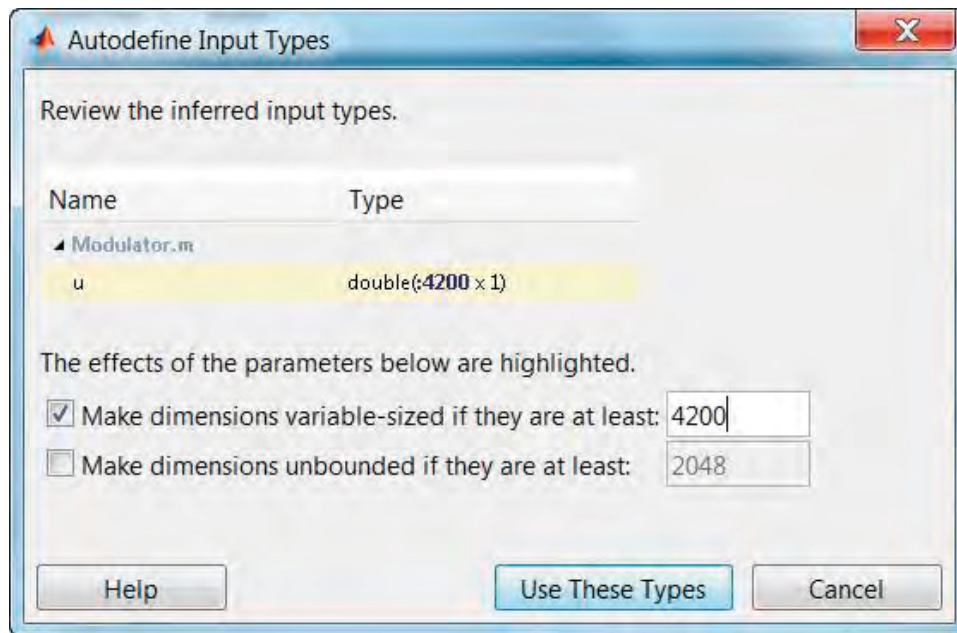 Autodefine Input Types
Review the inferred input types.
Name Type
Modulator.m
u double(:4200 x 1)
The effects of the parameters below are highlighted.
Make dimensions variable-sized if they are at least: 4200
Make dimensions unbounded if they are at least: 2048
Help Use These Types Cancel